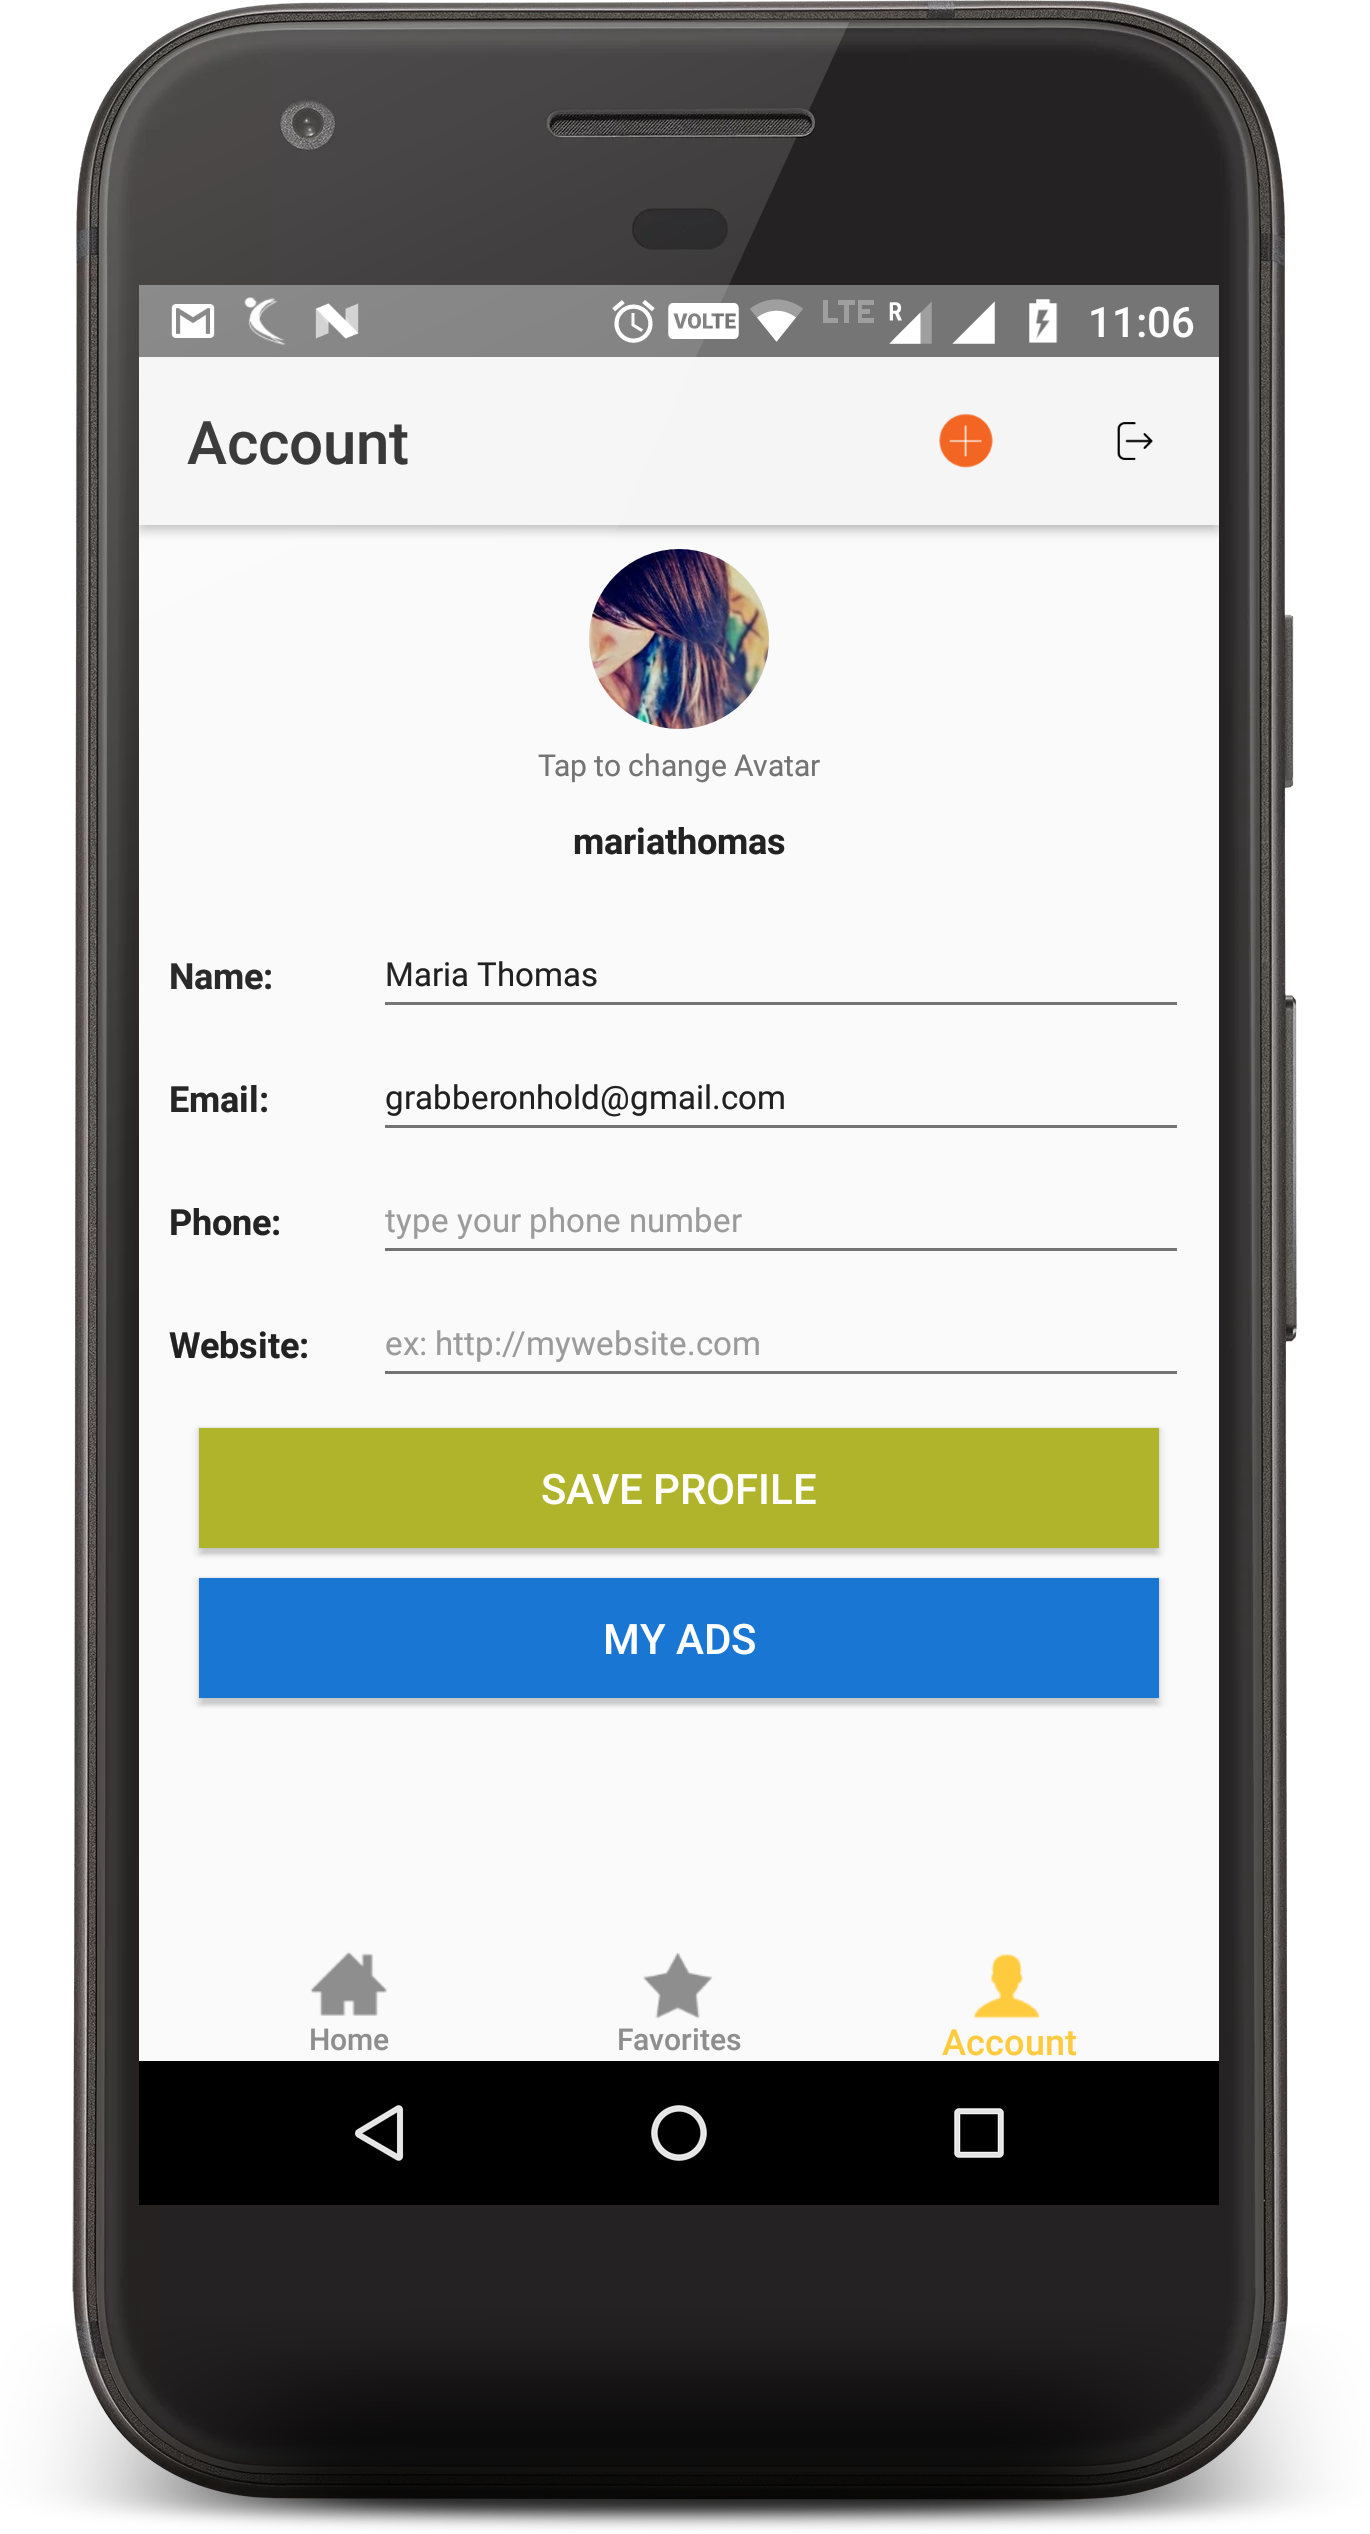 VOLTE LTE R 11:06
Account
Tap to change Avatar
mariathomas
Name: Maria Thomas
Email: grabberonhold@gmail.com
Phone: type your phone number
Website: ex: http://mywebsite.com
SAVE PROFILE
MY ADS
Home Favorites Account